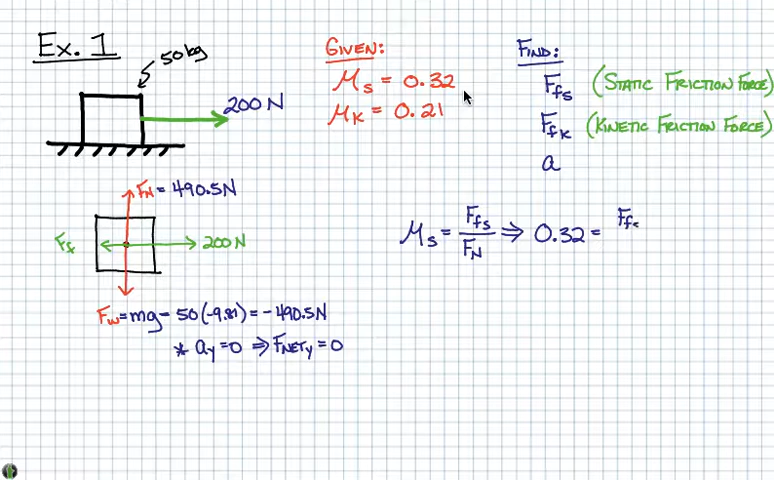 Ex. 1
50kg
200 N
GIVEN:
μs = 0.32
μK = 0.21
FIND:
Ffs (STATIC FRICTION FORCE)
FfK (KINETIC FRICTION FORCE)
a
FN = 490.5N
Ff
200N
Fw = mg = 50(-9.81) = -490.5N
* ay = 0 ⇒ FNETy = 0
μs = Ffs / FN ⇒ 0.32 = Ffs